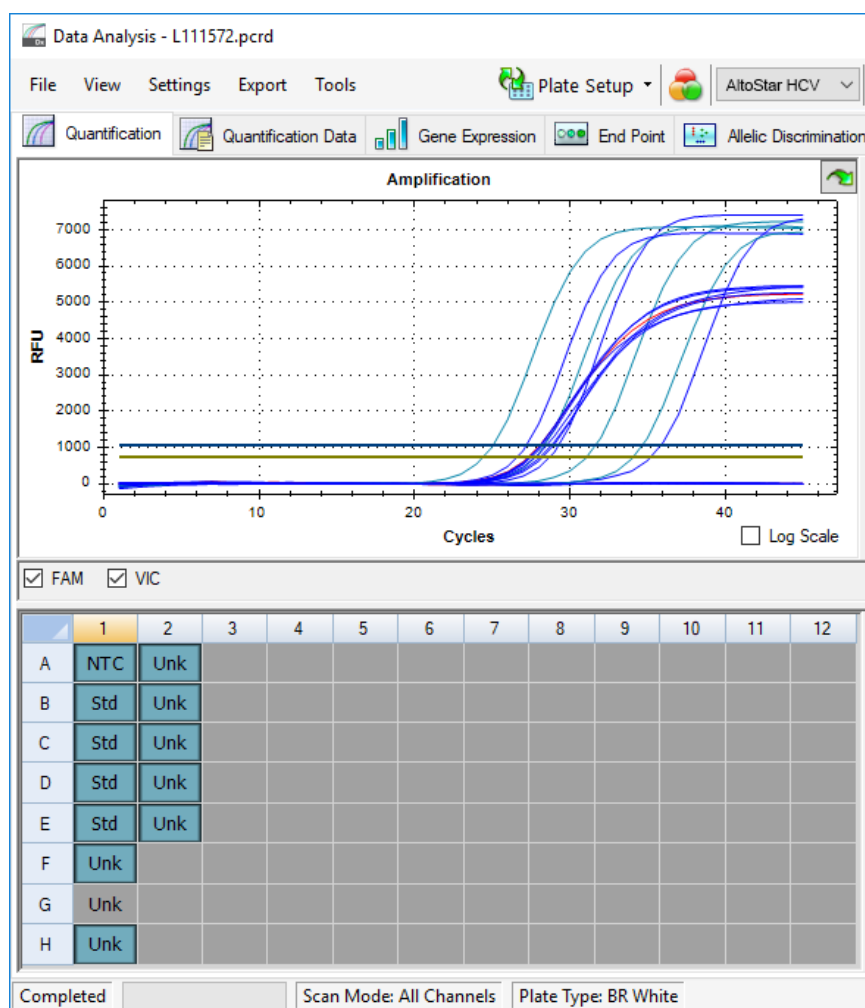 Data Analysis - L111572.pcrd
File View Settings Export Tools Plate Setup AltoStar HCV
Quantification Quantification Data Gene Expression End Point Allelic Discrimination
Amplification
7000
6000
5000
4000
3000
2000
1000
0
RFU
0 10 20 30 40
Cycles
Log Scale
FAM VIC
1 2 3 4 5 6 7 8 9 10 11 12
A NTC Unk
B Std Unk
C Std Unk
D Std Unk
E Std Unk
F Unk
G Unk
H Unk
Completed Scan Mode: All Channels Plate Type: BR White